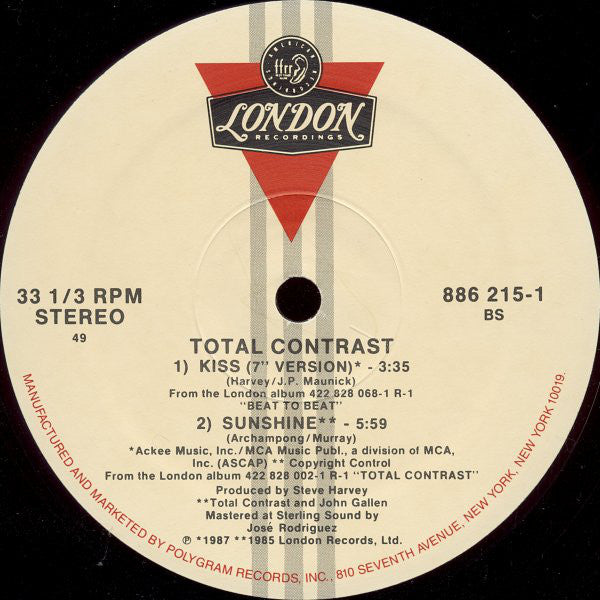 AMERICAN
ffrr
LONDON
RECORDINGS
33 1/3 RPM
STEREO
49
886 215-1
BS
TOTAL CONTRAST
1) KISS (7" VERSION)* - 3:35
(Harvey/J.P. Maunick)
From the London album 422 828 068-1 R-1
"BEAT TO BEAT"
2) SUNSHINE** - 5:59
(Archampong/Murray)
*Ackee Music, Inc./MCA Music Publ., a division of MCA,
Inc. (ASCAP) ** Copyright Control
From the London album 422 828 002-1 R-1 "TOTAL CONTRAST"
Produced by Steve Harvey
**Total Contrast and John Gallen
Mastered at Sterling Sound by
José Rodriguez
℗ *1987 **1985 London Records, Ltd.
MANUFACTURED AND MARKETED BY POLYGRAM RECORDS, INC., 810 SEVENTH AVENUE, NEW YORK, NEW YORK 10019.